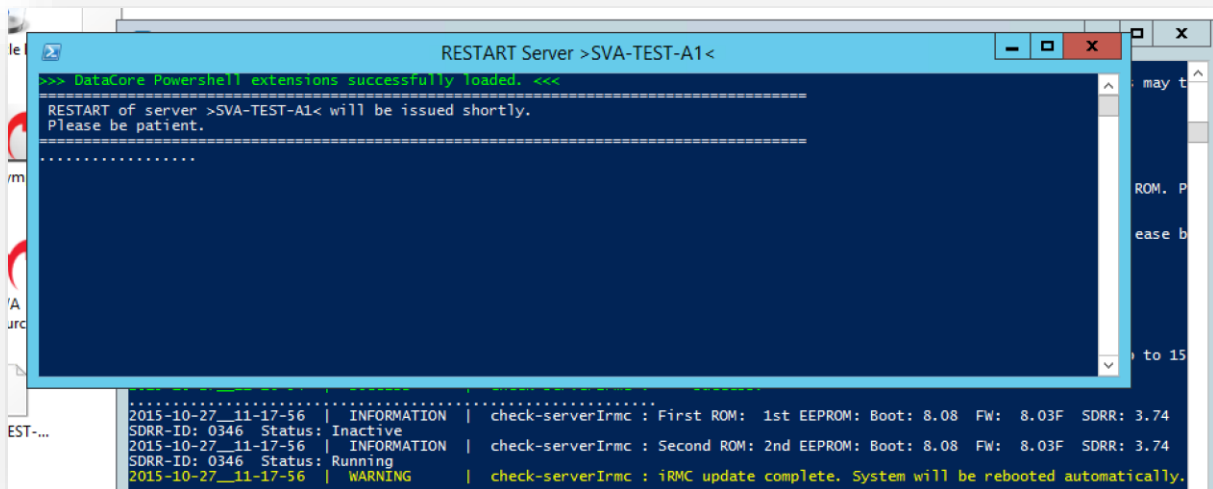 RESTART Server >SVA-TEST-A1<
>>> DataCore Powershell extensions successfully loaded. <<<
================================================================================
RESTART of server >SVA-TEST-A1< will be issued shortly.
Please be patient.
================================================================================
..................
may t
ROM. P
ease b
to 15
2015-10-27__11-17-56 | INFORMATION | check-serverIrmc : First ROM: 1st EEPROM: Boot: 8.08 FW: 8.03F SDRR: 3.74
SDRR-ID: 0346 Status: Inactive
2015-10-27__11-17-56 | INFORMATION | check-serverIrmc : Second ROM: 2nd EEPROM: Boot: 8.08 FW: 8.03F SDRR: 3.74
SDRR-ID: 0346 Status: Running
2015-10-27__11-17-56 | WARNING | check-serverIrmc : iRMC update complete. System will be rebooted automatically.
EST-...